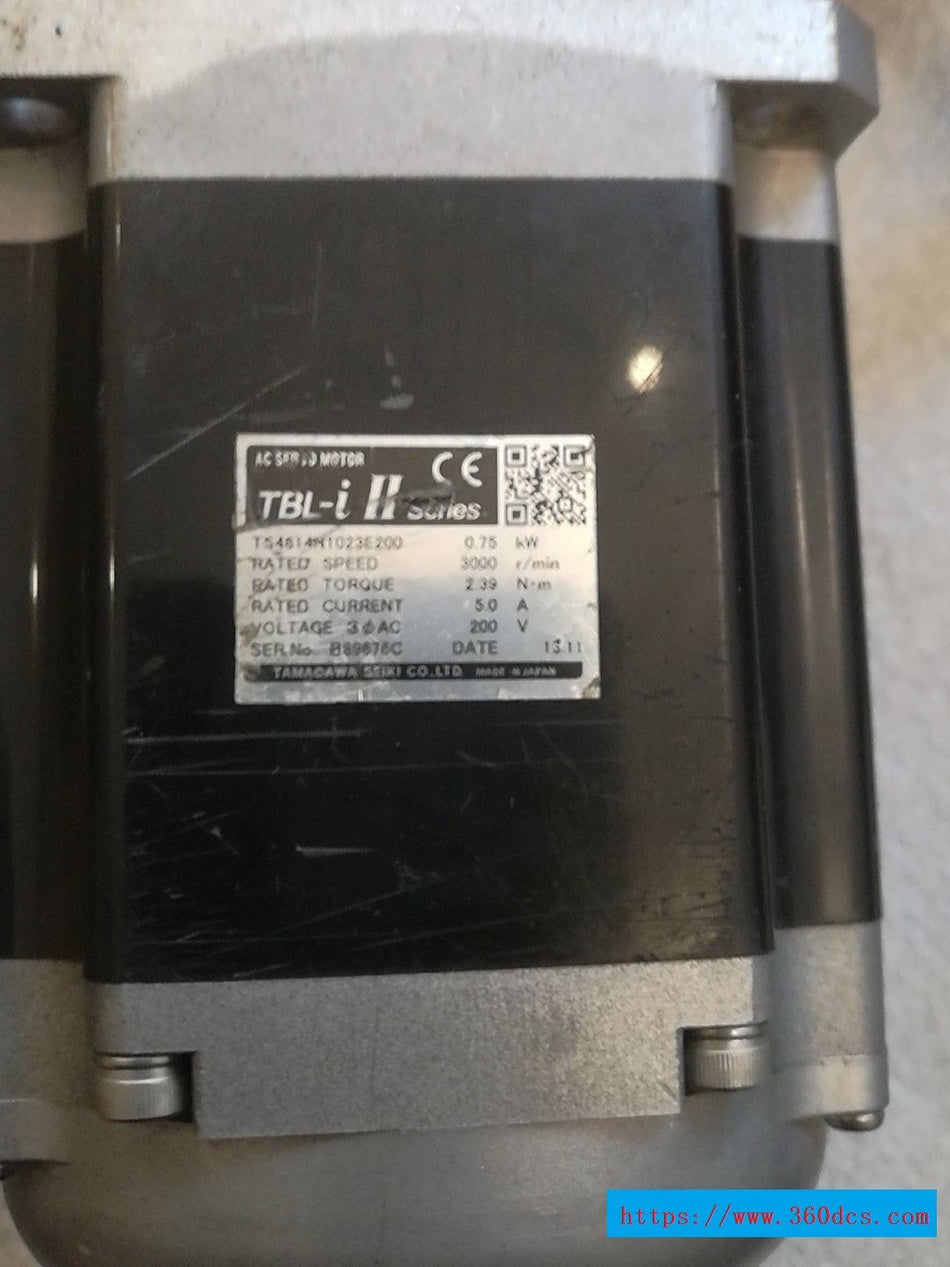 AC SERVO MOTOR CE
TBL-i II Series
TS4614N1023E200 0.75 kW
RATED SPEED 3000 r/min
RATED TORQUE 2.39 N-m
RATED CURRENT 5.0 A
VOLTAGE 3φAC 200 V
SER.No. B89676C DATE 13.11
TAMAGAWA SEIKI CO.LTD MADE IN JAPAN
https://www.360dcs.com